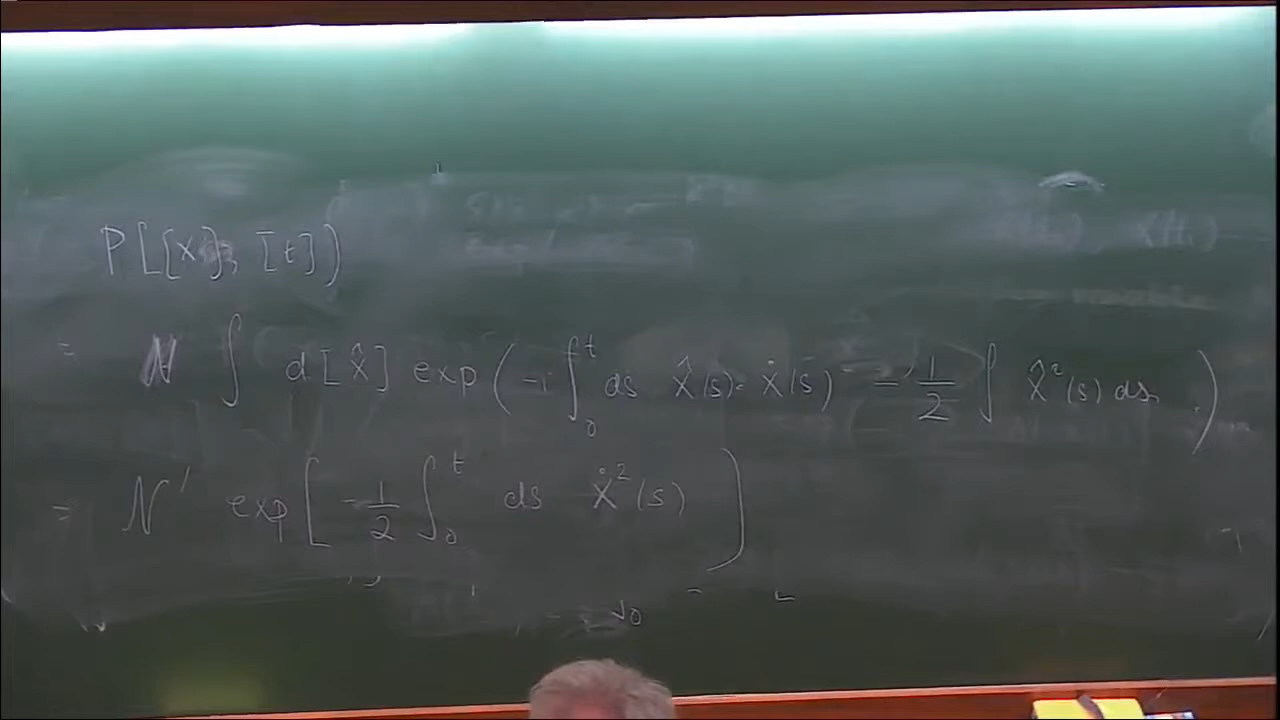 P([x], [t])
= N ∫ d[x̂] exp(-i ∫₀ᵗ ds x̂(s)·ẋ(s) - 1/2 ∫ x̂²(s) ds)
= N' exp[-1/2 ∫₀ᵗ ds ẋ²(s)]